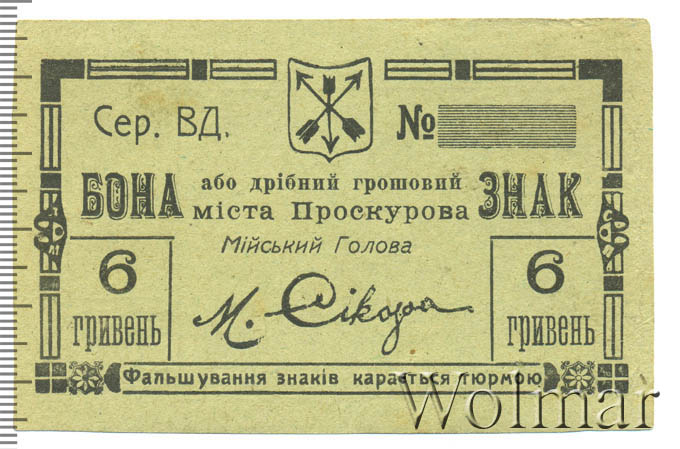 Сер. ВД. №
БОНА або дрібний грошовий ЗНАК
міста Проскурова
Мійський Голова
6 гривень
М. Сікора
6 гривень
Фальшування знаків карається тюрмою
Wolmar